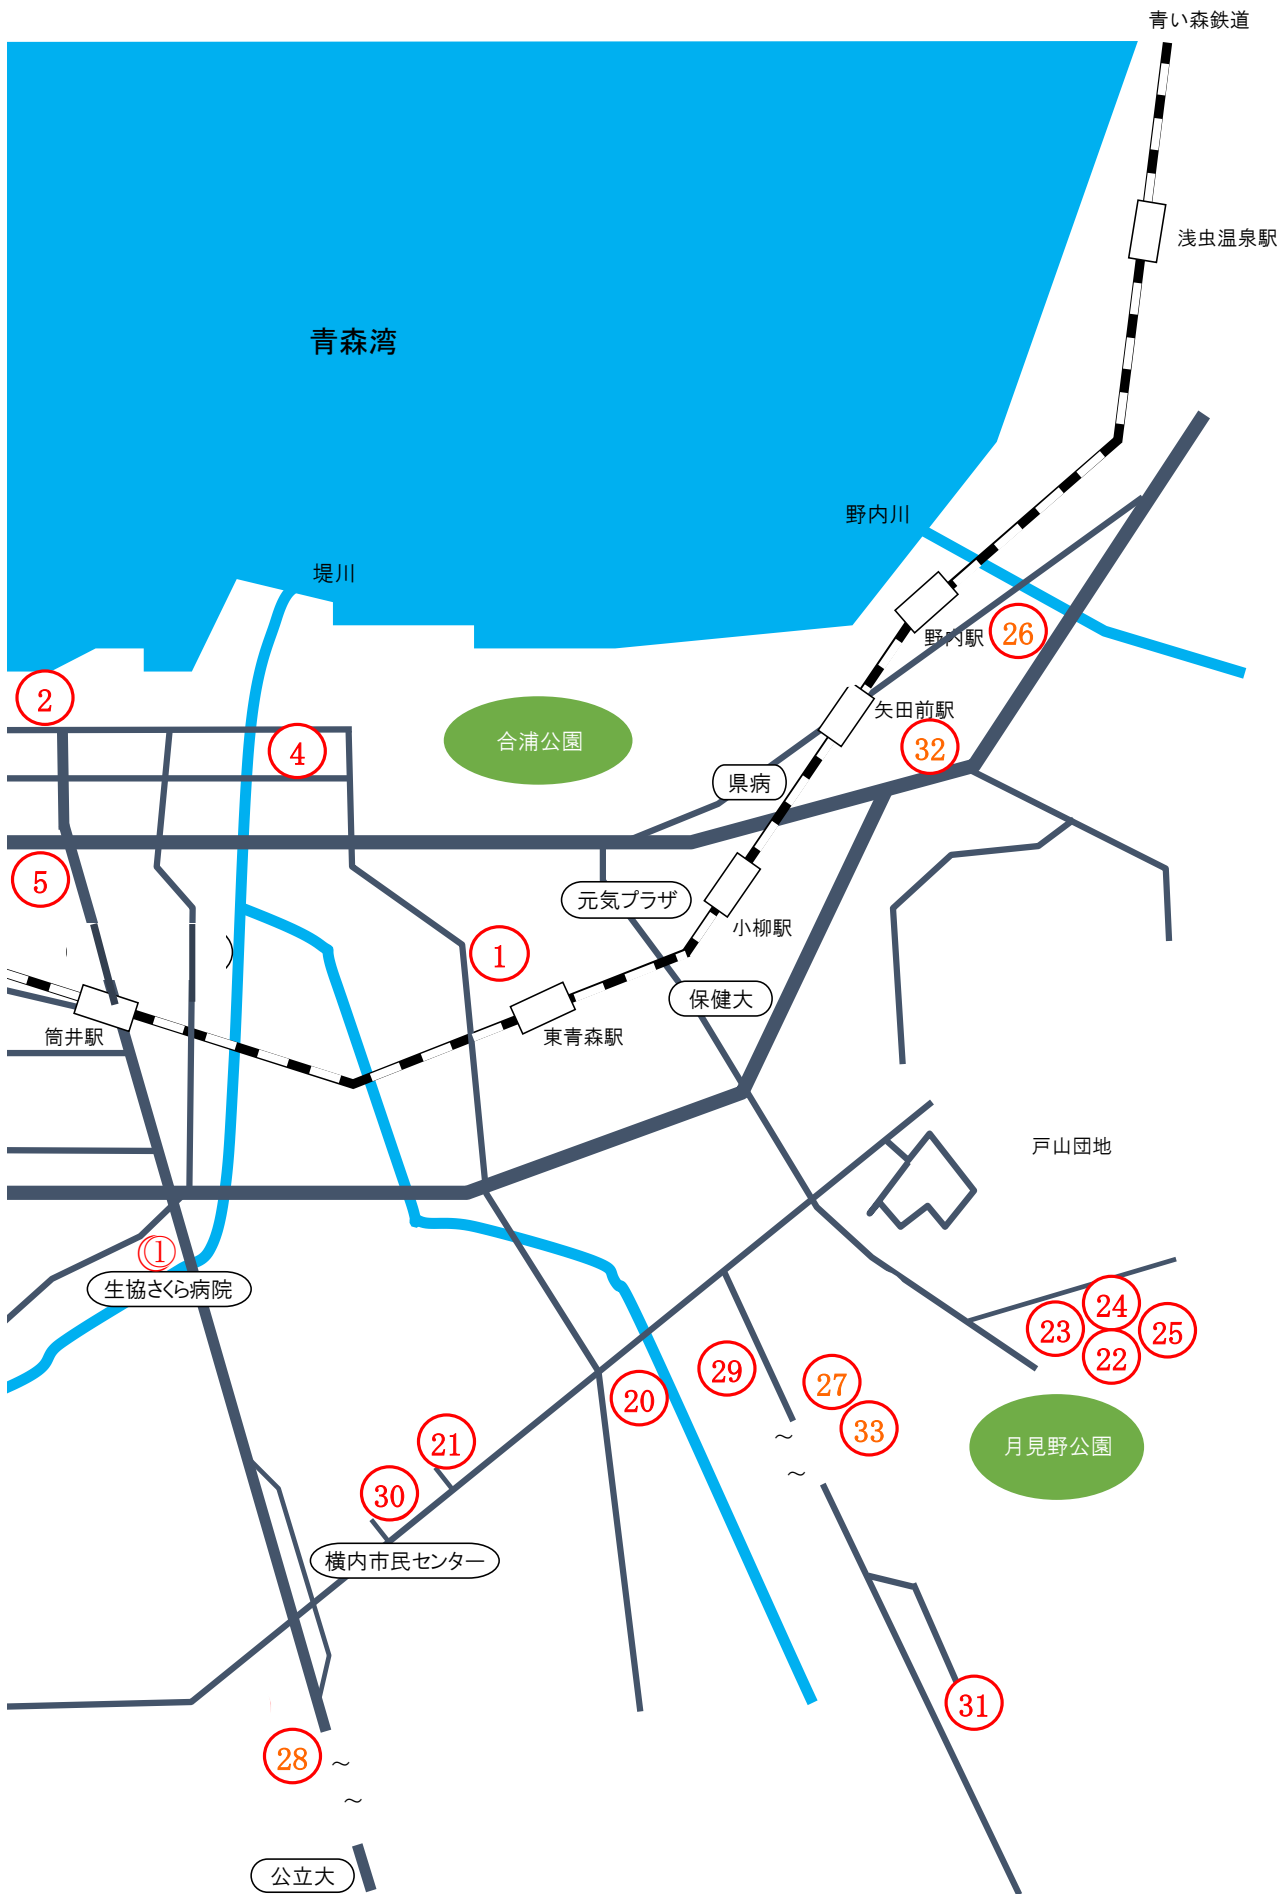 青い森鉄道
浅虫温泉駅
青森湾
野内川
堤川
野内駅
26
2
矢田前駅
4
合浦公園
32
県病
5
元気プラザ
小柳駅
1
)
保健大
筒井駅
東青森駅
戸山団地
①
生協さくら病院
24
23
25
22
29
27
20
33
21
～
月見野公園
～
30
横内市民センター
31
28
～
～
公立大